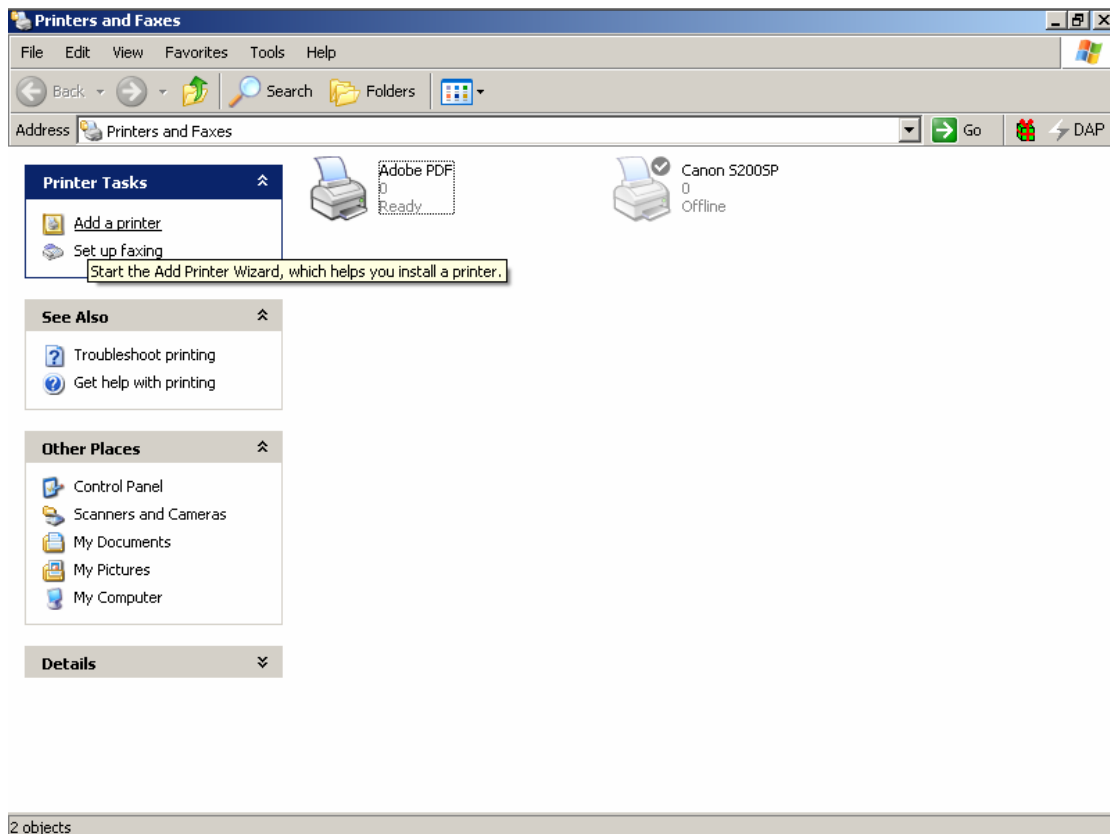 Printers and Faxes
File Edit View Favorites Tools Help
Back Search Folders
Address Printers and Faxes Go DAP
Printer Tasks
Add a printer
Set up faxing
Start the Add Printer Wizard, which helps you install a printer.
See Also
Troubleshoot printing
Get help with printing
Other Places
Control Panel
Scanners and Cameras
My Documents
My Pictures
My Computer
Details
Adobe PDF
0
Ready
Canon S200SP
0
Offline
2 objects